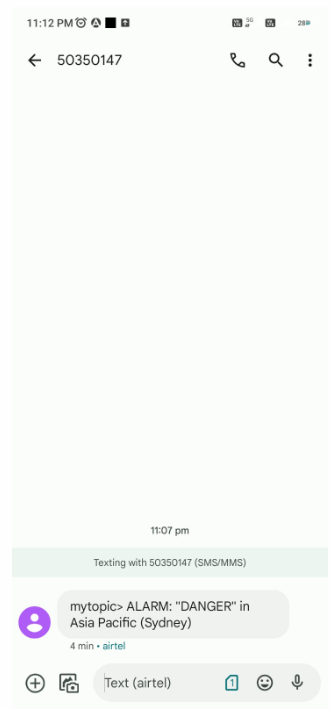 11:12 PM
5G
28
50350147
11:07 pm
Texting with 50350147 (SMS/MMS)
mytopic> ALARM: "DANGER" in
Asia Pacific (Sydney)
4 min • airtel
Text (airtel)
1